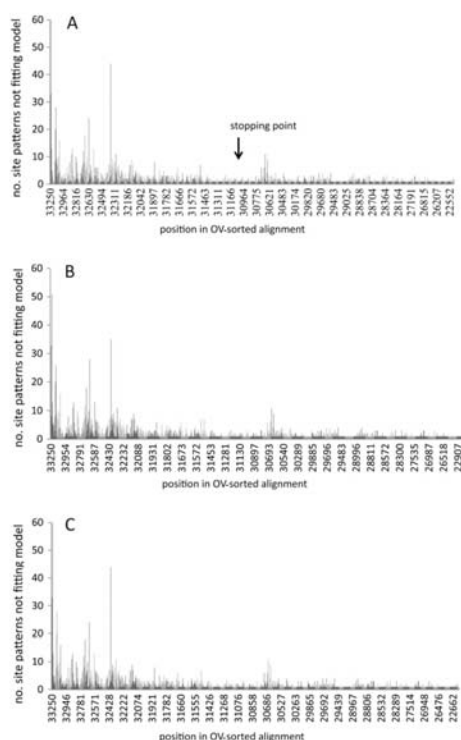 A
no. site patterns not fitting model
60
50
40
30
20
10
0
stopping point
33250 32964 32816 32630 32494 32311 32186 32042 31897 31782 31666 31572 31463 31311 31166 30964 30775 30621 30483 30174 29820 29680 29483 29025 28838 28704 28364 28164 27191 26815 26207 22552
position in OV-sorted alignment
B
no. site patterns not fitting model
60
50
40
30
20
10
0
33250 32954 32791 32587 32430 32232 32088 31931 31802 31673 31572 31453 31281 31130 30897 30693 30540 30289 29885 29696 29483 28996 28811 28572 28300 27535 26987 26518 22907
position in OV-sorted alignment
C
no. site patterns not fitting model
60
50
40
30
20
10
0
33250 32946 32781 32571 32428 32222 32074 31921 31782 31660 31555 31426 31268 31076 30858 30686 30527 30263 29865 29692 29439 28967 28806 28532 28289 27514 26948 26476 22662
position in OV-sorted alignment